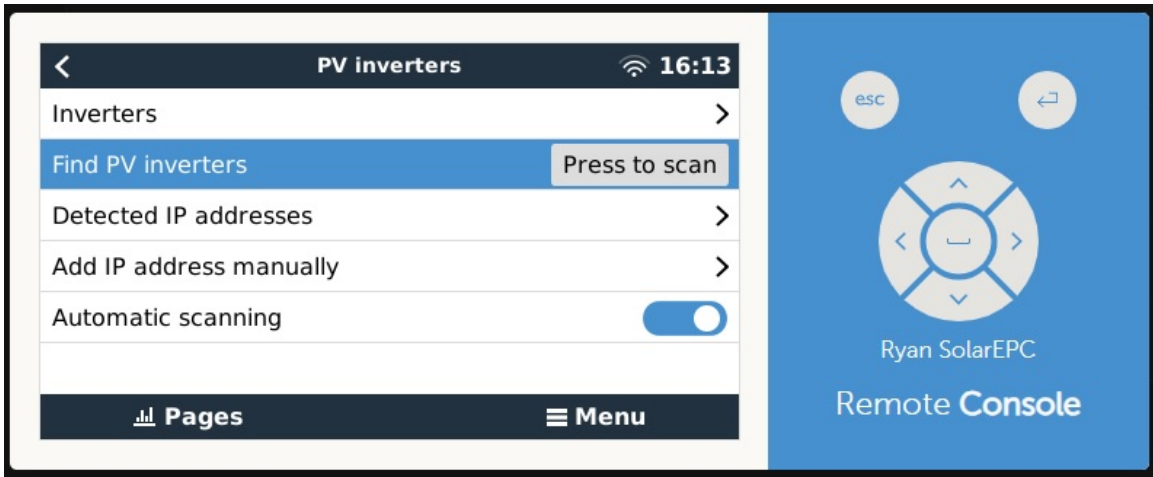 PV inverters 16:13
Inverters
Find PV inverters Press to scan
Detected IP addresses
Add IP address manually
Automatic scanning
Pages Menu
esc
Ryan SolarEPC
Remote Console